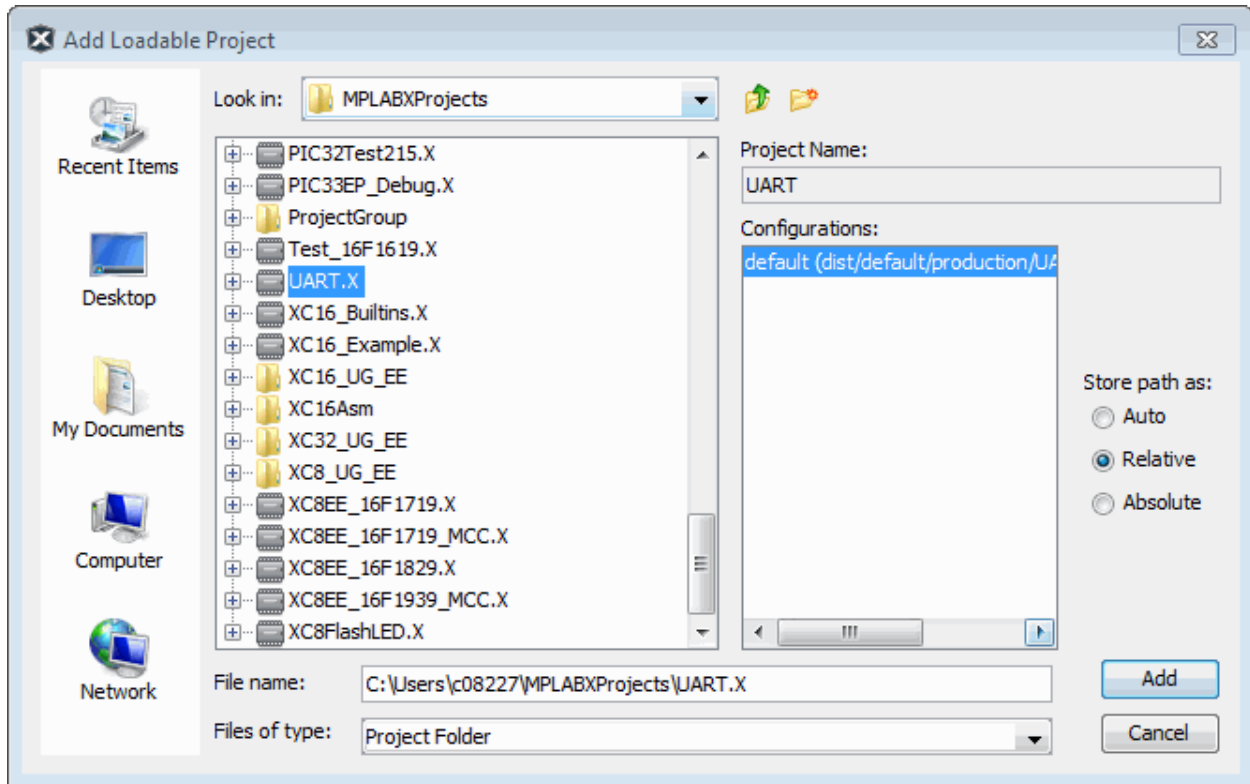 Add Loadable Project
Look in: MPLABXProjects
Recent Items
Desktop
My Documents
Computer
Network
PIC32Test215.X
PIC33EP_Debug.X
ProjectGroup
Test_16F1619.X
UART.X
XC16_Builtins.X
XC16_Example.X
XC16_UG_EE
XC16Asm
XC32_UG_EE
XC8_UG_EE
XC8EE_16F1719.X
XC8EE_16F1719_MCC.X
XC8EE_16F1829.X
XC8EE_16F1939_MCC.X
XC8FlashLED.X
Project Name:
UART
Configurations:
default (dist/default/production/UA
Store path as:
Auto
Relative
Absolute
File name: C:\Users\c08227\MPLABXProjects\UART.X
Files of type: Project Folder
Add
Cancel